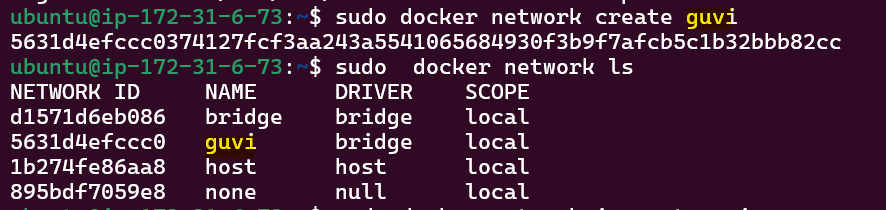 ubuntu@ip-172-31-6-73:~$ sudo docker network create guvi
5631d4efccc0374127fcf3aa243a5541065684930f3b9f7afcb5c1b32bbb82cc
ubuntu@ip-172-31-6-73:~$ sudo  docker network ls
NETWORK ID     NAME      DRIVER    SCOPE
d1571d6eb086   bridge    bridge    local
5631d4efccc0   guvi      bridge    local
1b274fe86aa8   host      host      local
895bdf7059e8   none      null      local